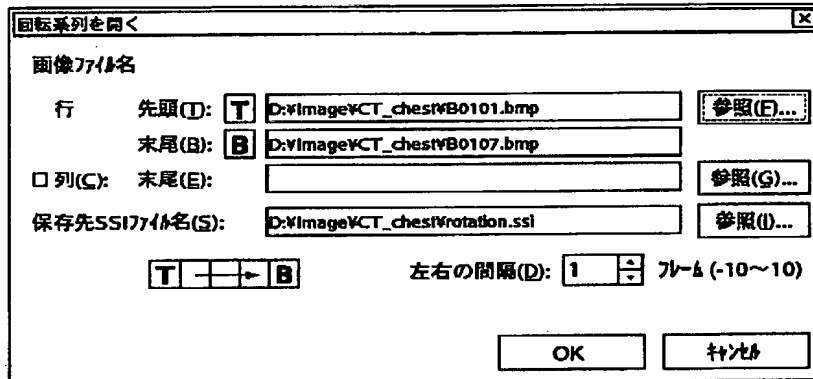 回転系列を開く
画像ﾌｧｲﾙ名
行 先頭(T): T D:¥Image¥CT_chest¥B0101.bmp 参照(F)...
末尾(B): B D:¥Image¥CT_chest¥B0107.bmp
列(C): 末尾(E): 参照(G)...
保存先SSIﾌｧｲﾙ名(S): D:¥Image¥CT_chest¥rotation.ssi 参照(I)...
T B 左右の間隔(D): 1 ﾌﾚｰﾑ (-10～10)
OK ｷｬﾝｾﾙ